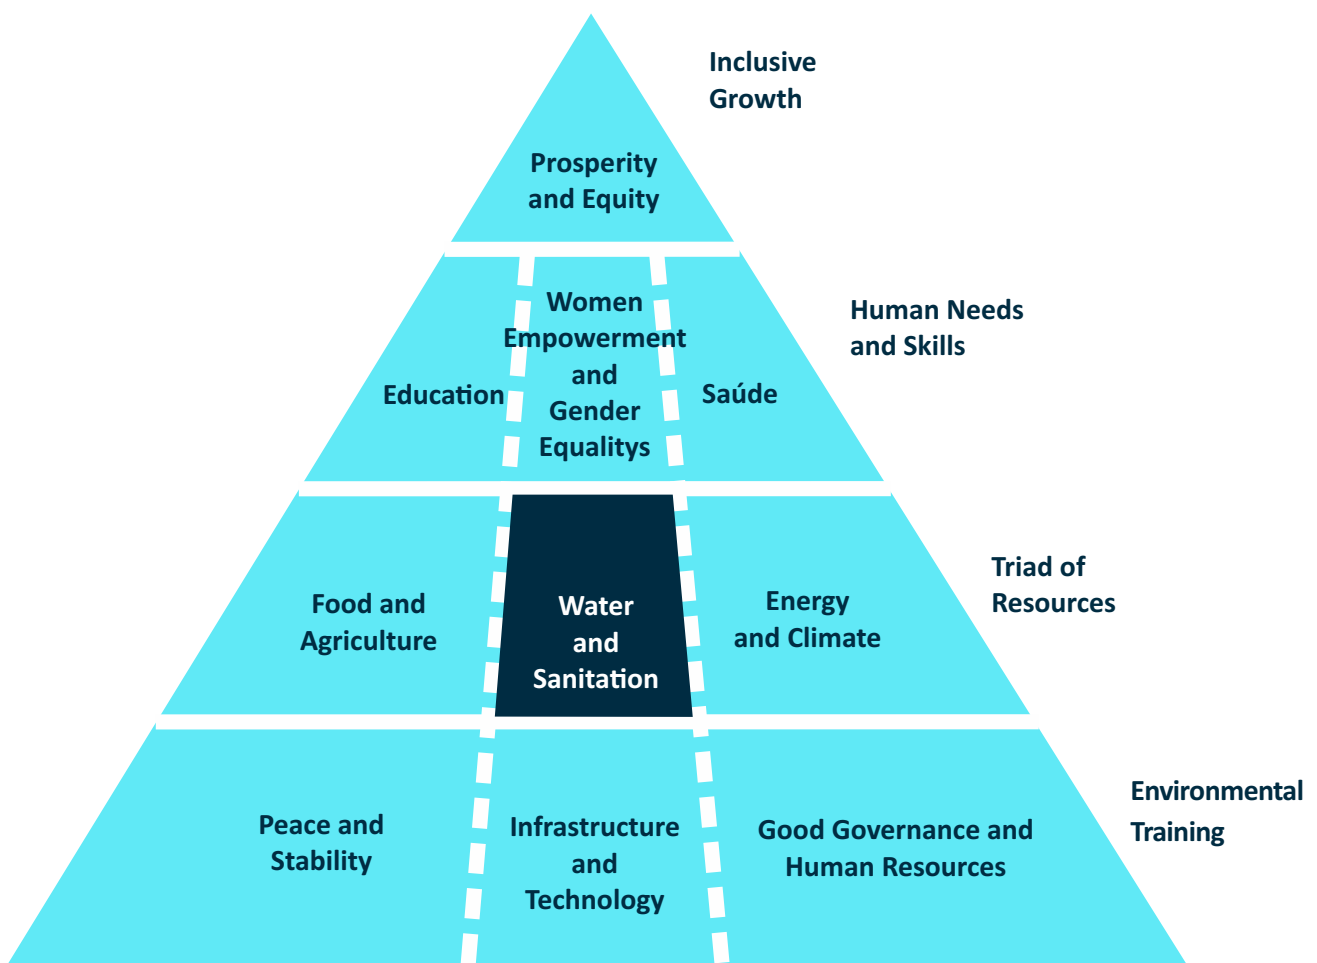 Inclusive
Growth
Prosperity
and Equity
Women
Empowerment
and
Gender
Equalitys
Education
Saúde
Human Needs
and Skills
Food and
Agriculture
Water
and
Sanitation
Energy
and Climate
Triad of
Resources
Peace and
Stability
Infrastructure
and
Technology
Good Governance and
Human Resources
Environmental
Training